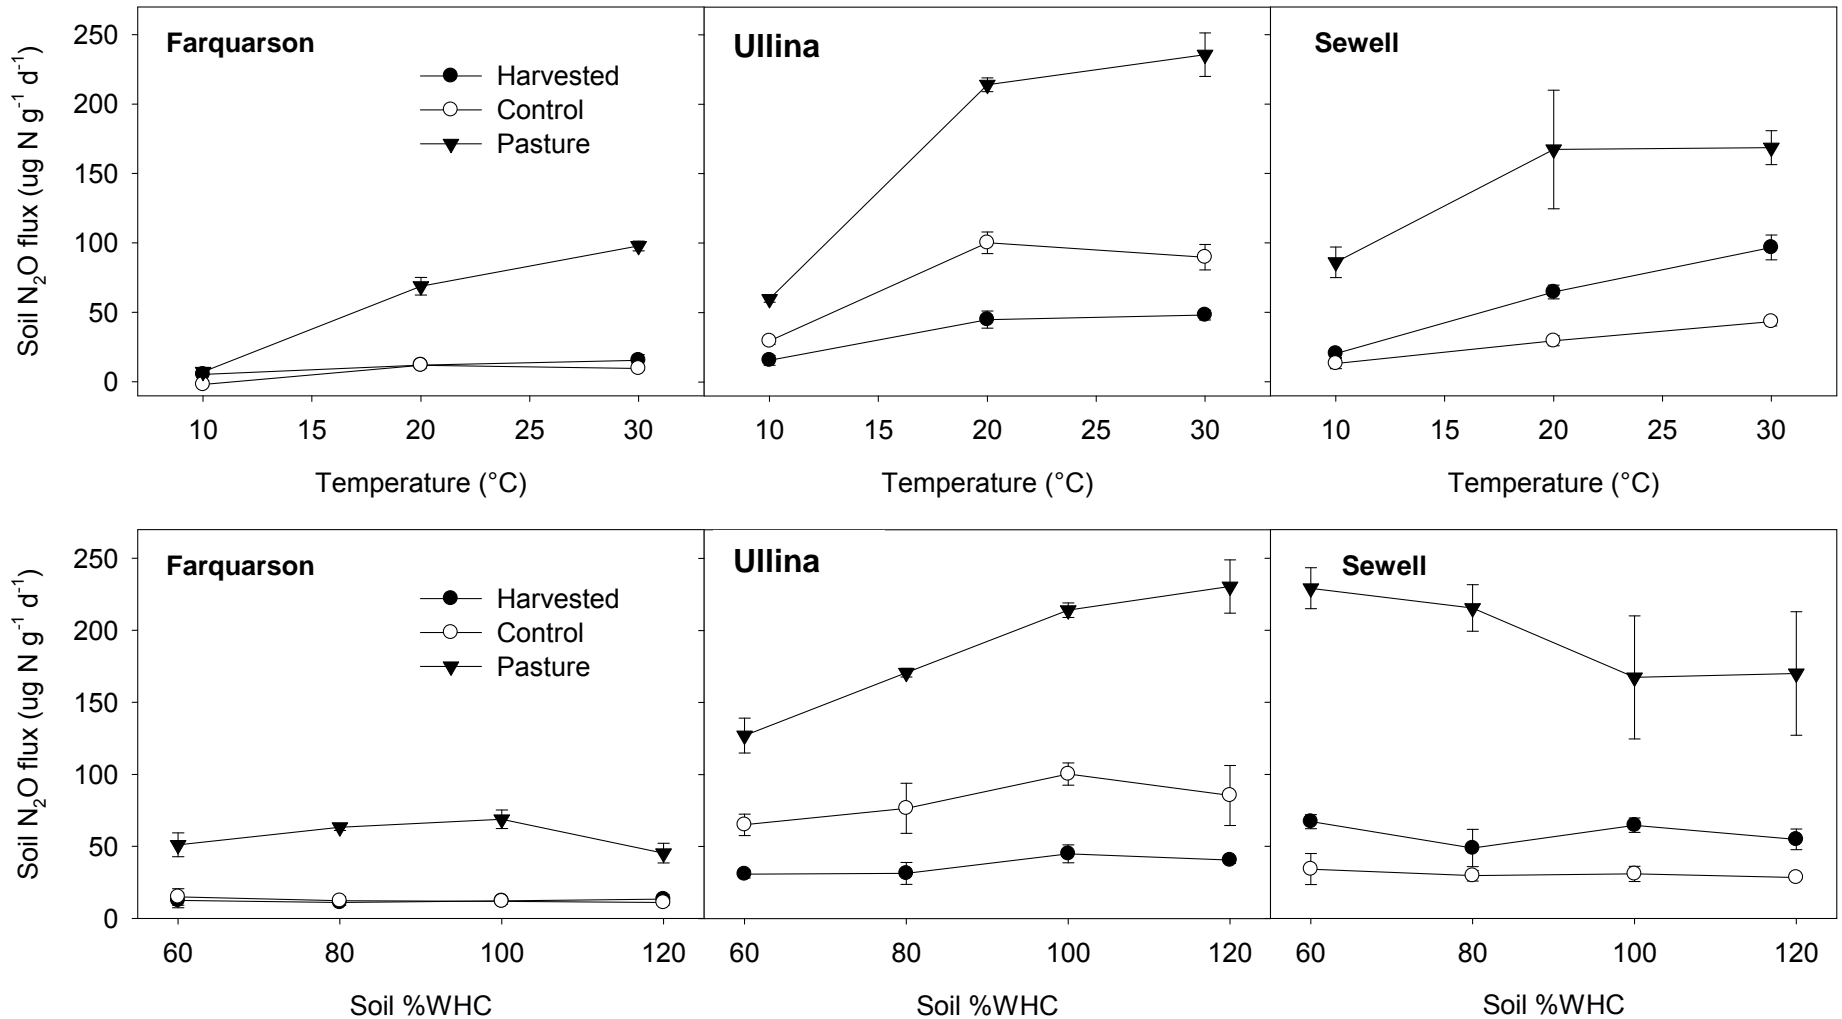 Farquarson
Ullina
Sewell
Harvested
Control
Pasture
Soil N₂O flux (ug N g⁻¹ d⁻¹)
250
200
150
100
50
0
10 15 20 25 30
10 15 20 25 30
10 15 20 25 30
Temperature (°C)
Temperature (°C)
Temperature (°C)
Farquarson
Ullina
Sewell
Harvested
Control
Pasture
Soil N₂O flux (ug N g⁻¹ d⁻¹)
250
200
150
100
50
0
60 80 100 120
60 80 100 120
60 80 100 120
Soil %WHC
Soil %WHC
Soil %WHC